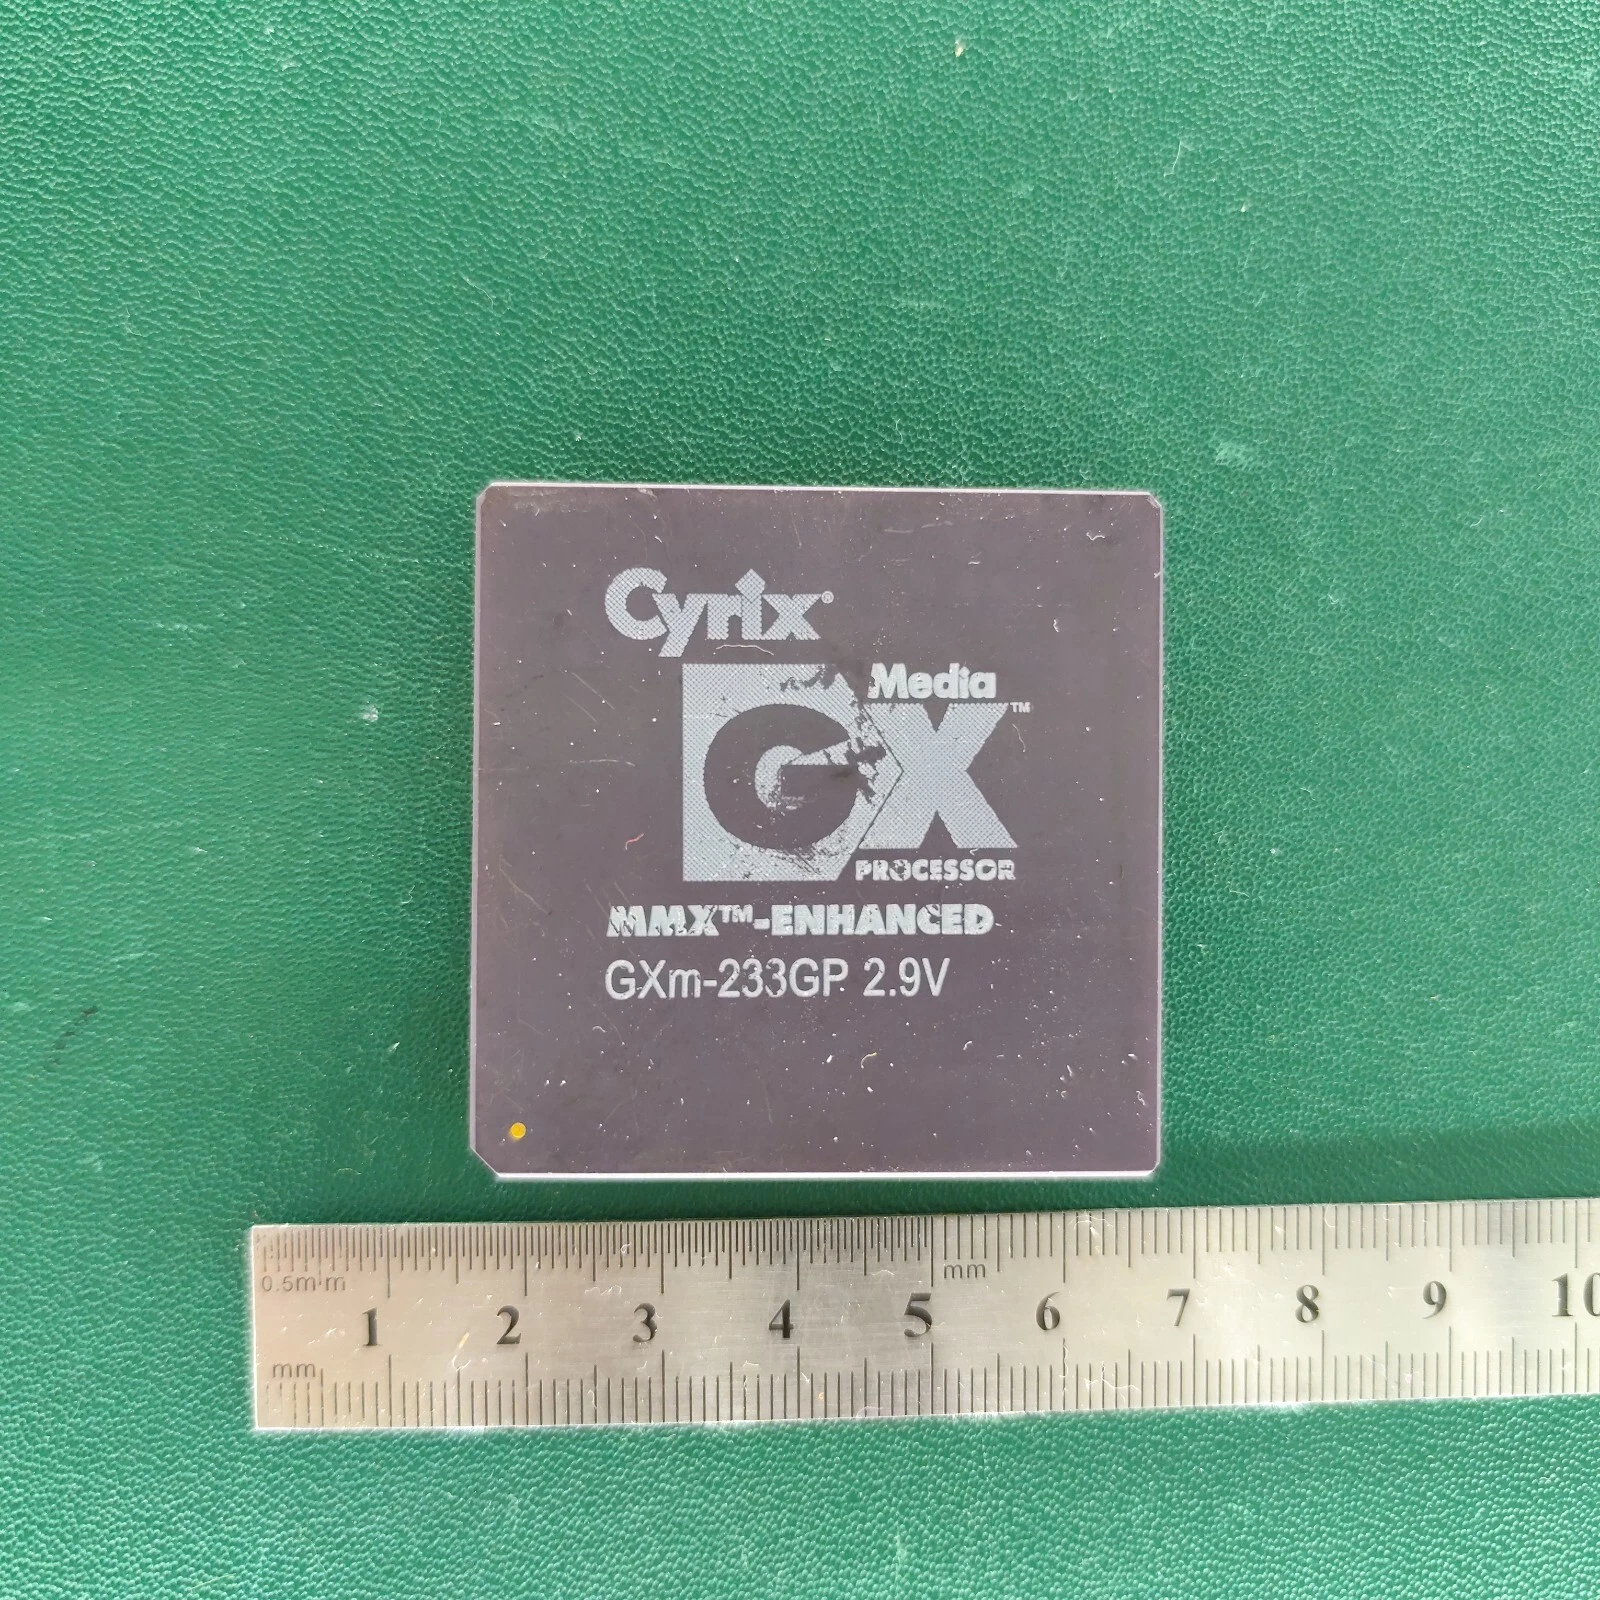 Cyrix®
Media
GX™
PROCESSOR
MMX™-ENHANCED
GXm-233GP 2.9V
0.5mm
mm
1 2 3 4 5 6 7 8 9 10
mm